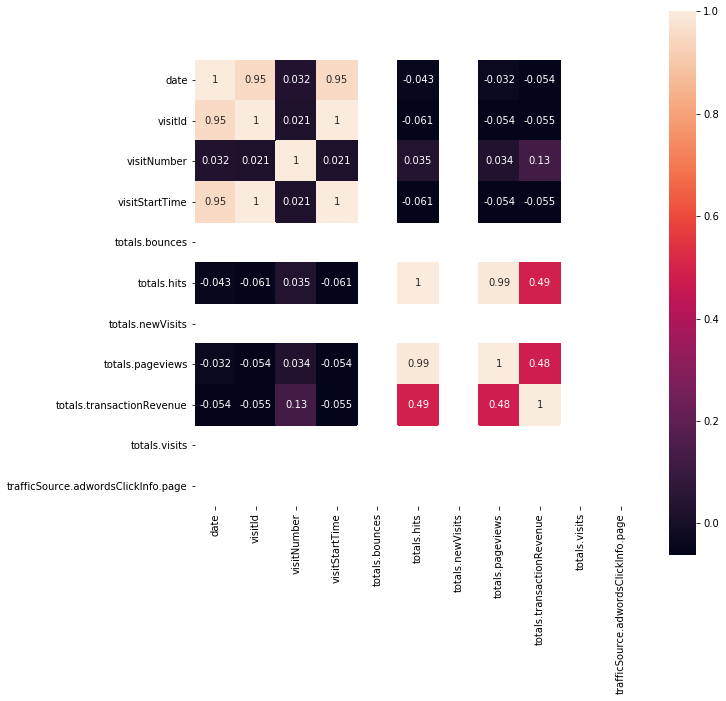 1.0
date 1 0.95 0.032 0.95 -0.043 -0.032 -0.054
0.8
visitId 0.95 1 0.021 1 -0.061 -0.054 -0.055
visitNumber 0.032 0.021 1 0.021 0.035 0.034 0.13
visitStartTime 0.95 1 0.021 1 -0.061 -0.054 -0.055
0.6
totals.bounces
totals.hits -0.043 -0.061 0.035 -0.061 1 0.99 0.49
0.4
totals.newVisits
totals.pageviews -0.032 -0.054 0.034 -0.054 0.99 1 0.48
totals.transactionRevenue -0.054 -0.055 0.13 -0.055 0.49 0.48 1
0.2
totals.visits
trafficSource.adwordsClickInfo.page
0.0
date
visitId
visitNumber
visitStartTime
totals.bounces
totals.hits
totals.newVisits
totals.pageviews
totals.transactionRevenue
totals.visits
trafficSource.adwordsClickInfo.page